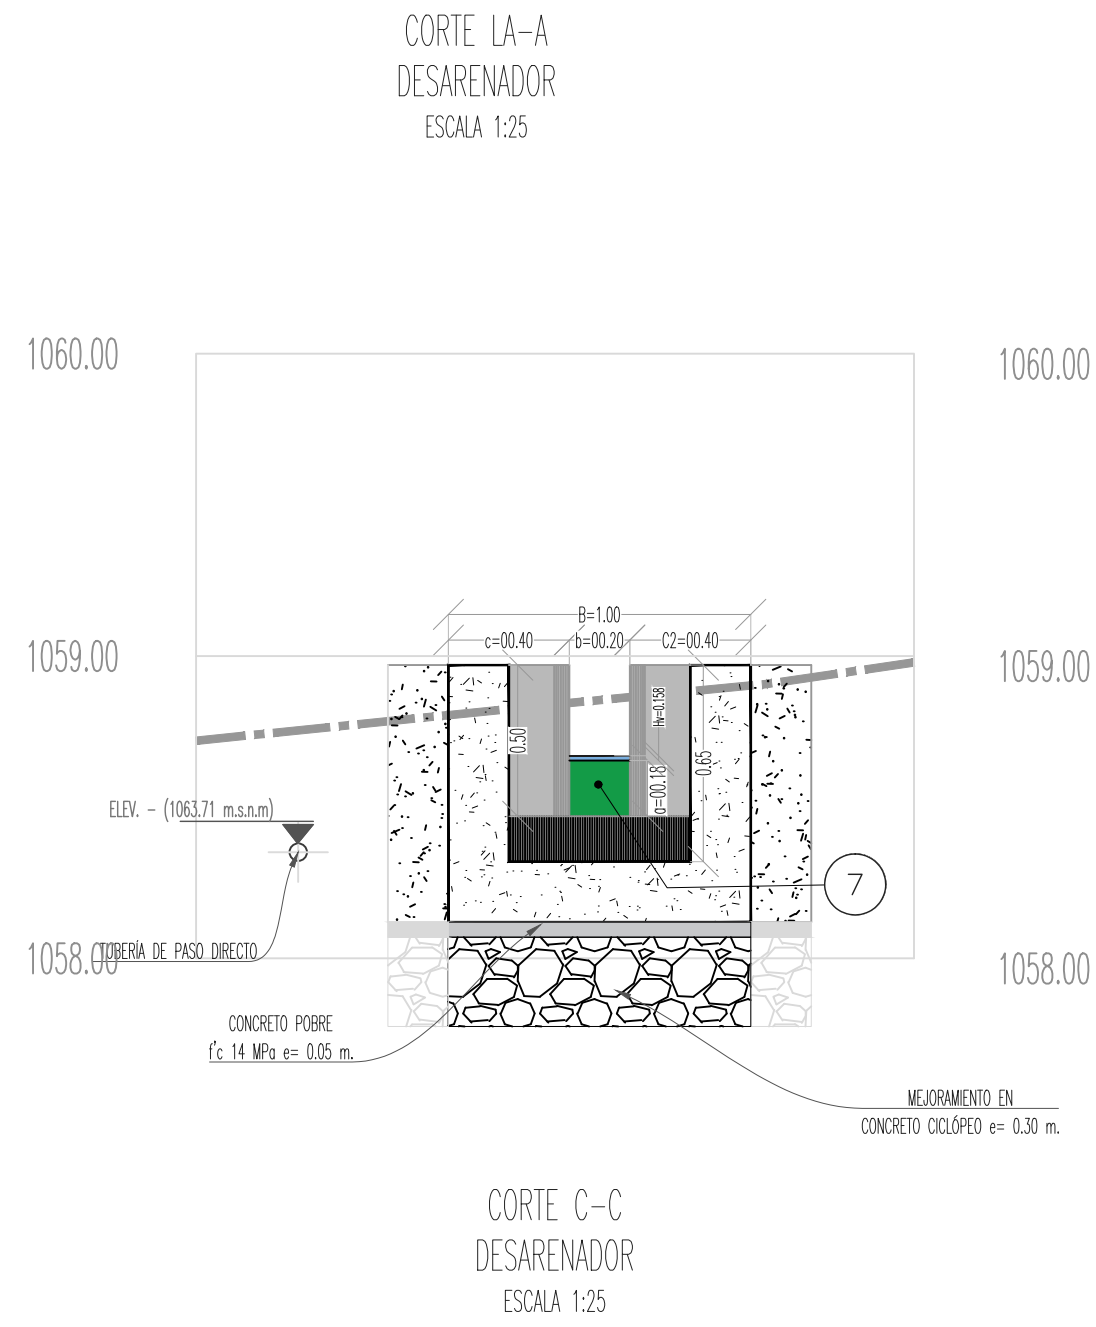 CORTE LA-A
DESARENADOR
ESCALA 1:25
1060.00
1060.00
B=1.00
c=00.40
b=00.20
C2=00.40
1059.00
1059.00
Hv=0.158
0.50
0.65
a=00.18
ELEV. - (1063.71 m.s.n.m)
7
TUBERÍA DE PASO DIRECTO
1058.00
1058.00
CONCRETO POBRE
f'c 14 MPa e= 0.05 m.
MEJORAMIENTO EN
CONCRETO CICLÓPEO e= 0.30 m.
CORTE C-C
DESARENADOR
ESCALA 1:25